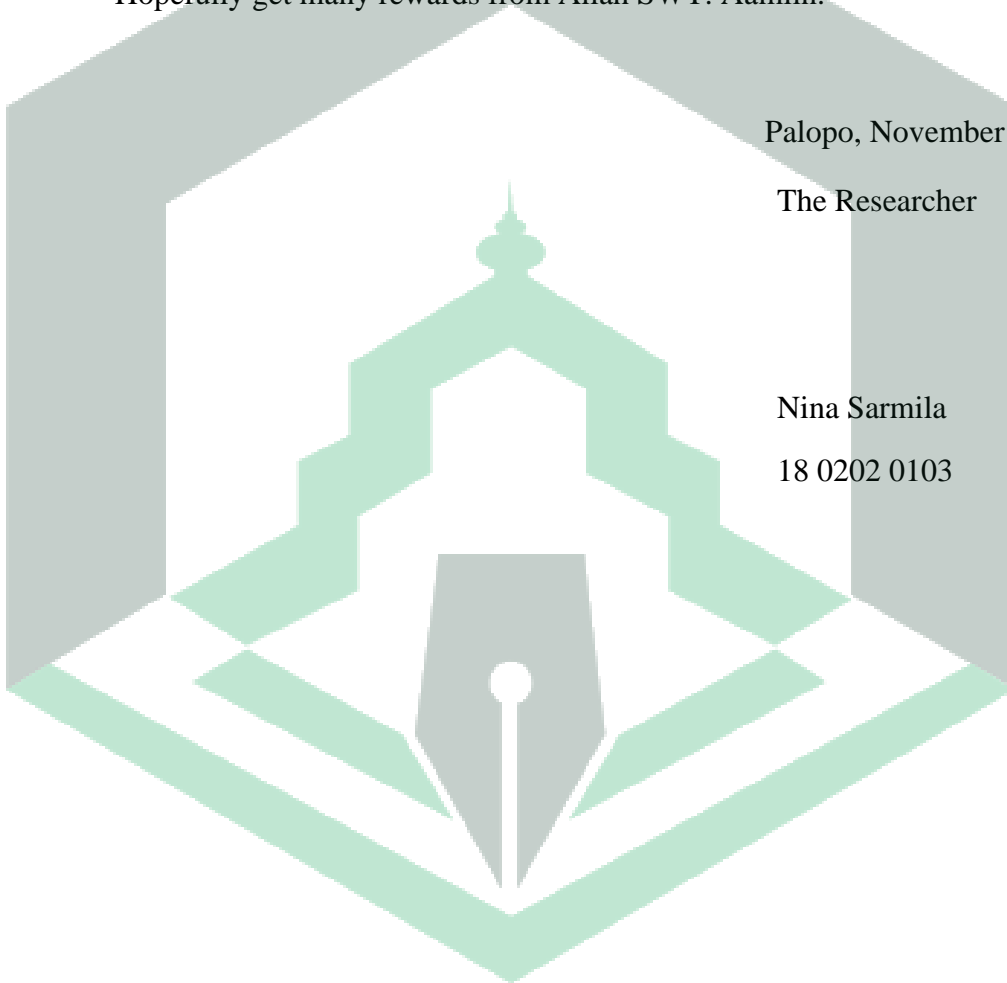 Hopefully get many rewards from Allah SWT. Aamiin.
Palopo, November
The Researcher
Nina Sarmila
18 0202 0103